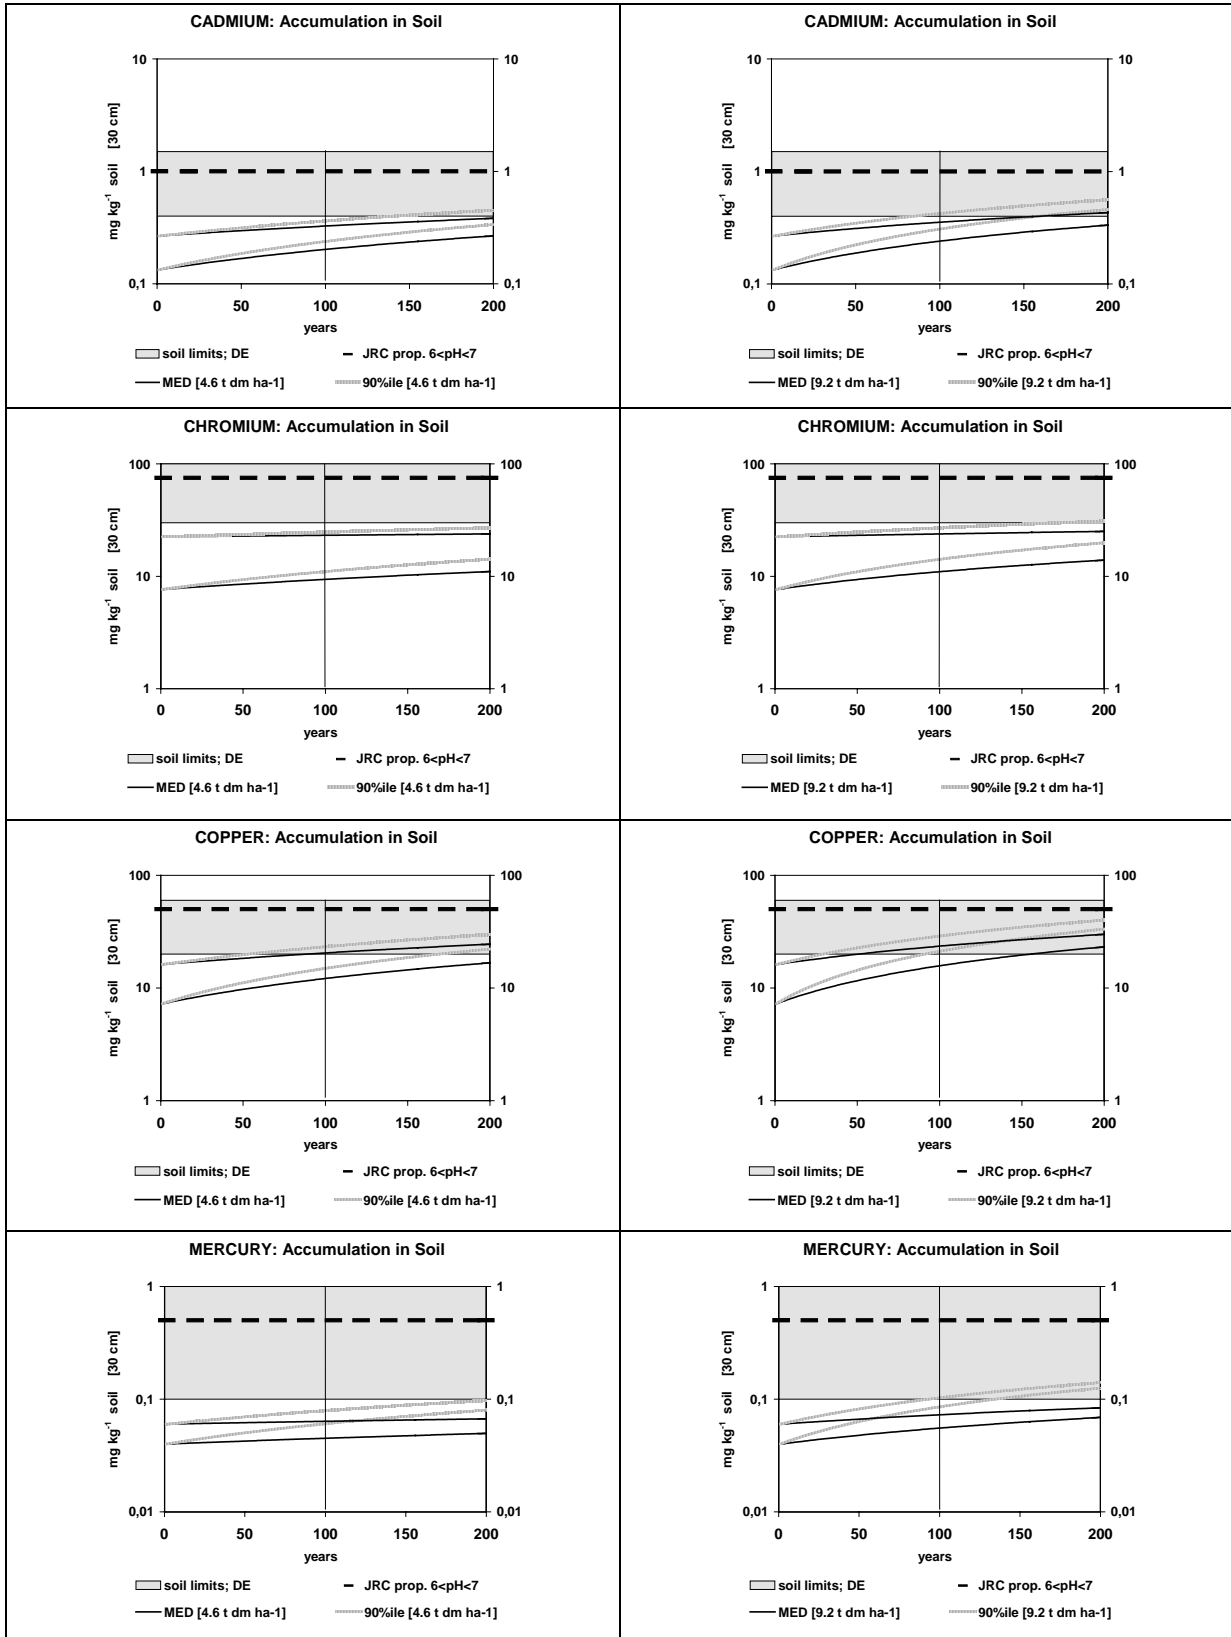 CADMIUM: Accumulation in Soil
mg kg-1 soil [30 cm]
10 10
1 1
0,1 0,1
0 50 100 150 200
years
soil limits; DE JRC prop. 6<pH<7
MED [4.6 t dm ha-1] 90%ile [4.6 t dm ha-1]
CADMIUM: Accumulation in Soil
mg kg-1 soil [30 cm]
10 10
1 1
0,1 0,1
0 50 100 150 200
years
soil limits; DE JRC prop. 6<pH<7
MED [9.2 t dm ha-1] 90%ile [9.2 t dm ha-1]
CHROMIUM: Accumulation in Soil
mg kg-1 soil [30 cm]
100 100
10 10
1 1
0 50 100 150 200
years
soil limits; DE JRC prop. 6<pH<7
MED [4.6 t dm ha-1] 90%ile [4.6 t dm ha-1]
CHROMIUM: Accumulation in Soil
mg kg-1 soil [30 cm]
100 100
10 10
1 1
0 50 100 150 200
years
soil limits; DE JRC prop. 6<pH<7
MED [9.2 t dm ha-1] 90%ile [9.2 t dm ha-1]
COPPER: Accumulation in Soil
mg kg-1 soil [30 cm]
100 100
10 10
1 1
0 50 100 150 200
years
soil limits; DE JRC prop. 6<pH<7
MED [4.6 t dm ha-1] 90%ile [4.6 t dm ha-1]
COPPER: Accumulation in Soil
mg kg-1 soil [30 cm]
100 100
10 10
1 1
0 50 100 150 200
years
soil limits; DE JRC prop. 6<pH<7
MED [9.2 t dm ha-1] 90%ile [9.2 t dm ha-1]
MERCURY: Accumulation in Soil
mg kg-1 soil [30 cm]
1 1
0,1 0,1
0,01 0,01
0 50 100 150 200
years
soil limits; DE JRC prop. 6<pH<7
MED [4.6 t dm ha-1] 90%ile [4.6 t dm ha-1]
MERCURY: Accumulation in Soil
mg kg-1 soil [30 cm]
1 1
0,1 0,1
0,01 0,01
0 50 100 150 200
years
soil limits; DE JRC prop. 6<pH<7
MED [9.2 t dm ha-1] 90%ile [9.2 t dm ha-1]